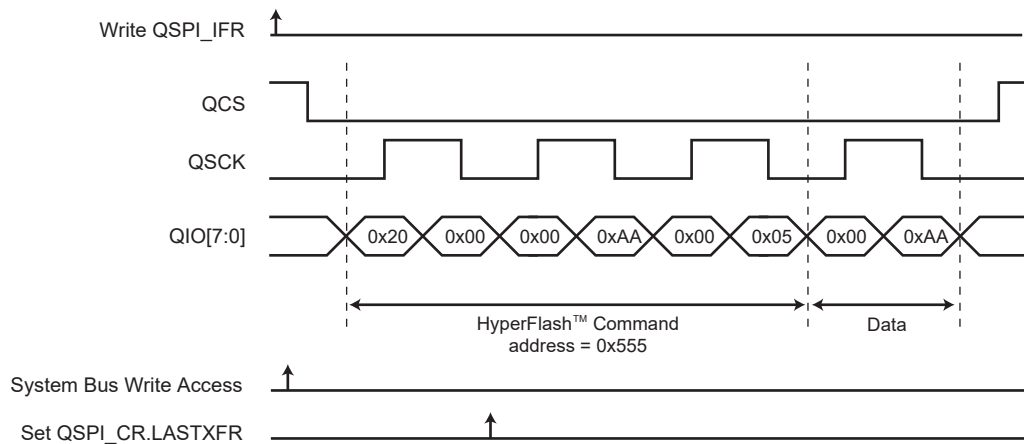 Write QSPI_IFR
QCS
QSCK
QIO[7:0]
0x20 0x00 0x00 0xAA 0x00 0x05 0x00 0xAA
HyperFlash™ Command
address = 0x555
Data
System Bus Write Access
Set QSPI_CR.LASTXFR